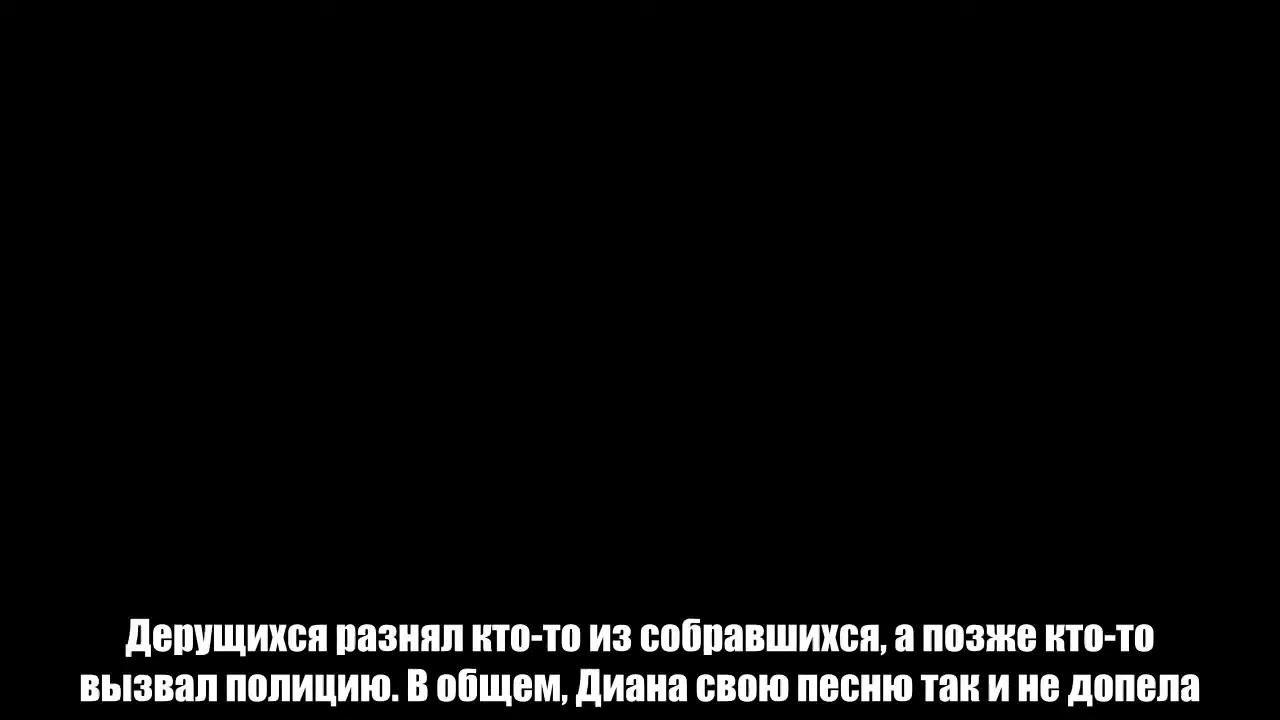 Дерущихся разнял кто-то из собравшихся, а позже кто-то
вызвал полицию. В общем, Диана свою песню так и не допела